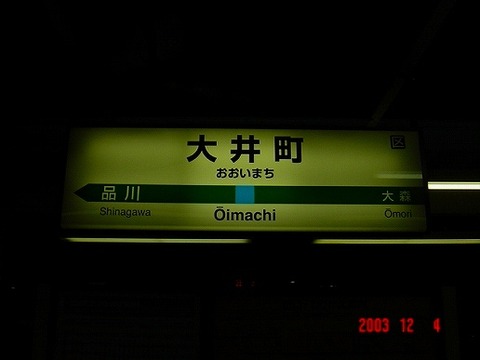 大井町
区
おおいまち
品川
大森
Shinagawa
Ōimachi
Ōmori
2003 12 4